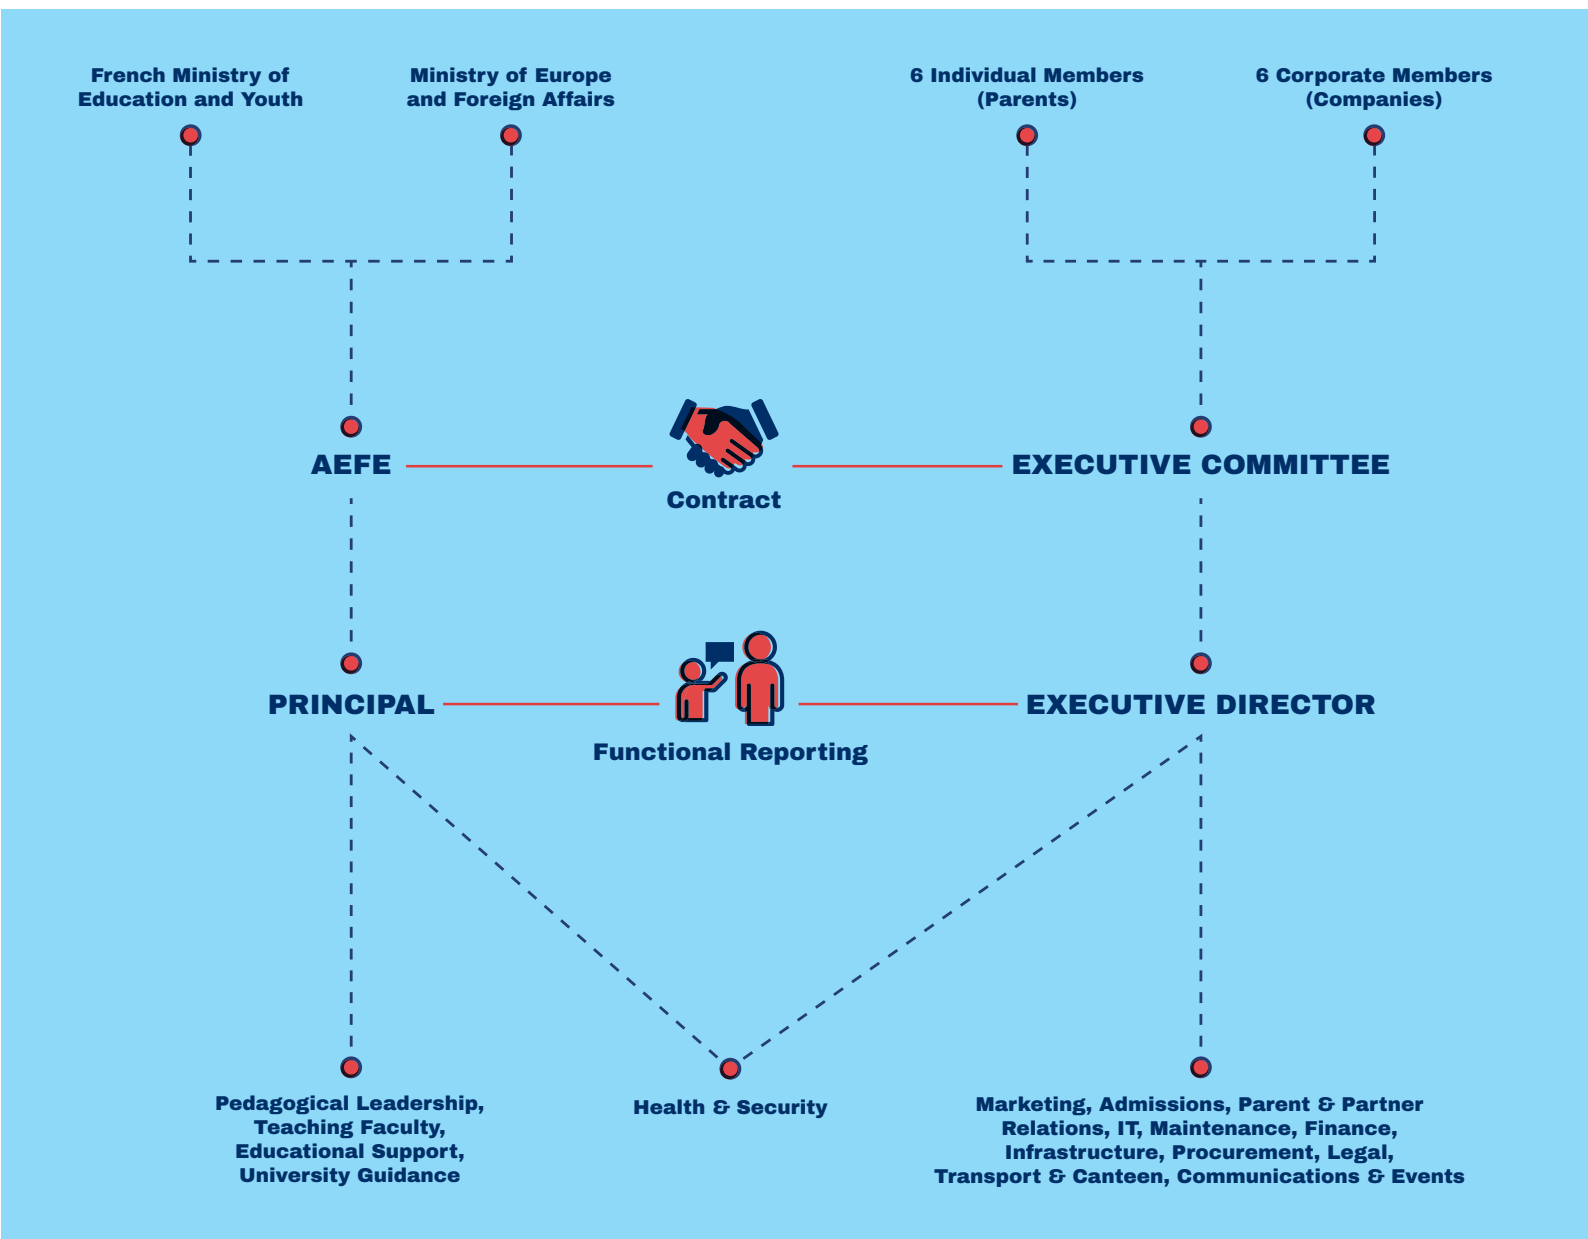 French Ministry of
Education and Youth
Ministry of Europe
and Foreign Affairs
6 Individual Members
(Parents)
6 Corporate Members
(Companies)
AEFE
Contract
EXECUTIVE COMMITTEE
PRINCIPAL
Functional Reporting
EXECUTIVE DIRECTOR
Pedagogical Leadership,
Teaching Faculty,
Educational Support,
University Guidance
Health & Security
Marketing, Admissions, Parent & Partner
Relations, IT, Maintenance, Finance,
Infrastructure, Procurement, Legal,
Transport & Canteen, Communications & Events